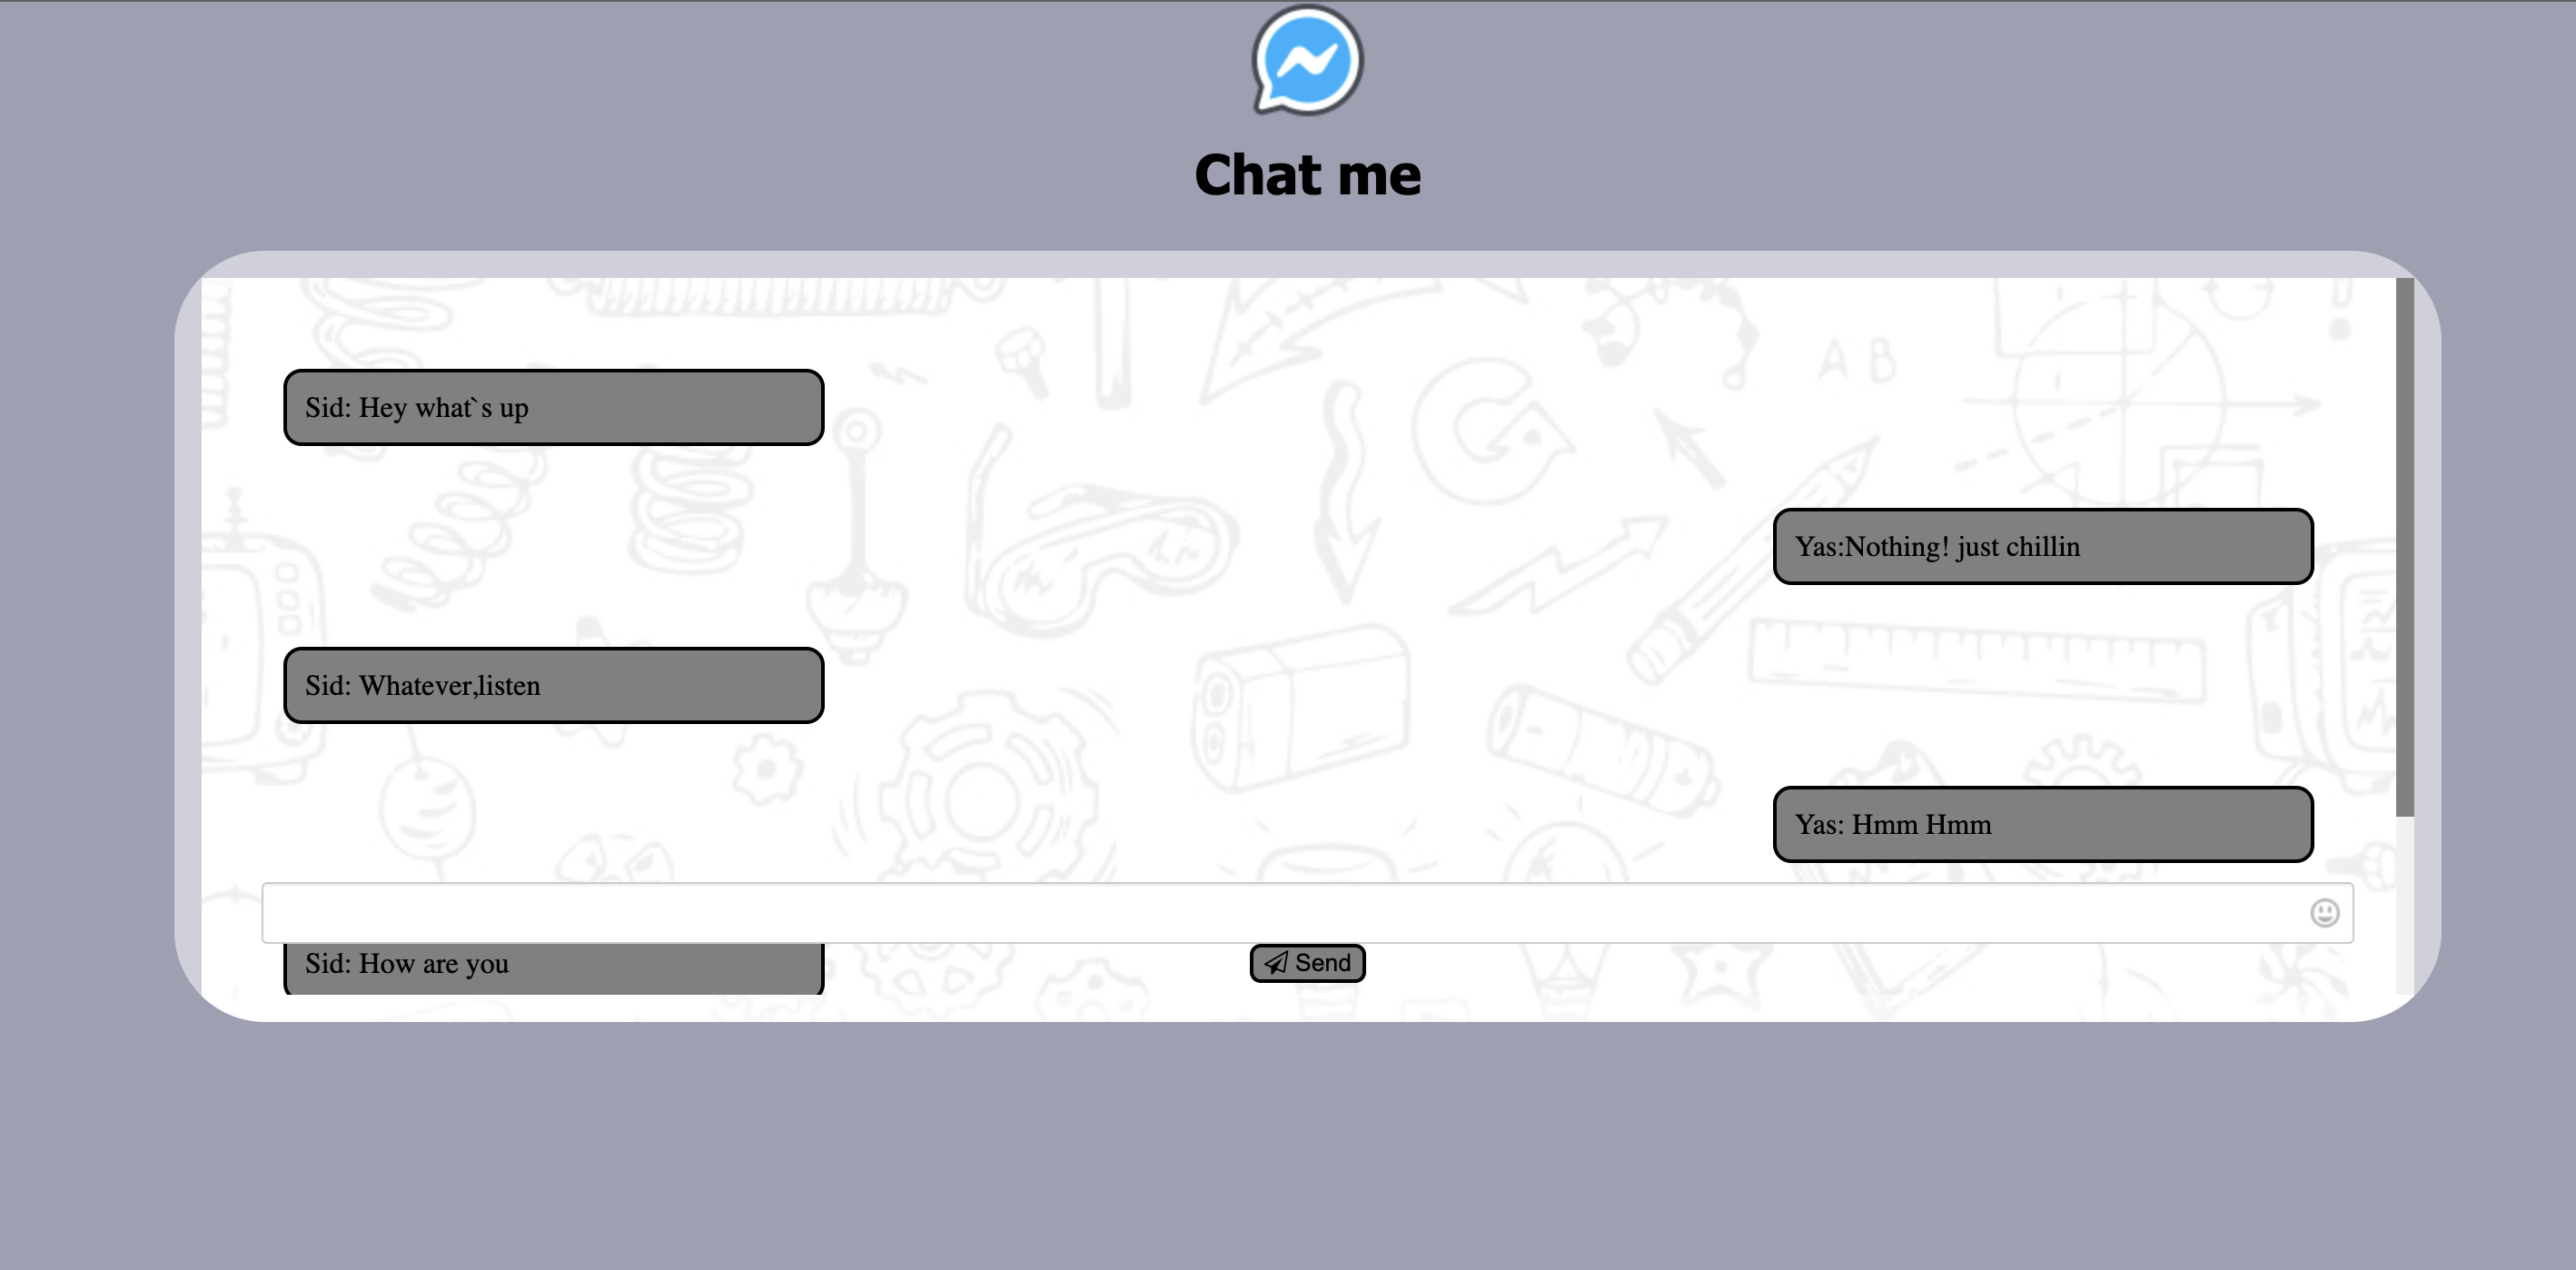 Chat me
A B
Sid: Hey what`s up
Yas:Nothing! just chillin
Sid: Whatever,listen
Yas: Hmm Hmm
Sid: How are you
Send